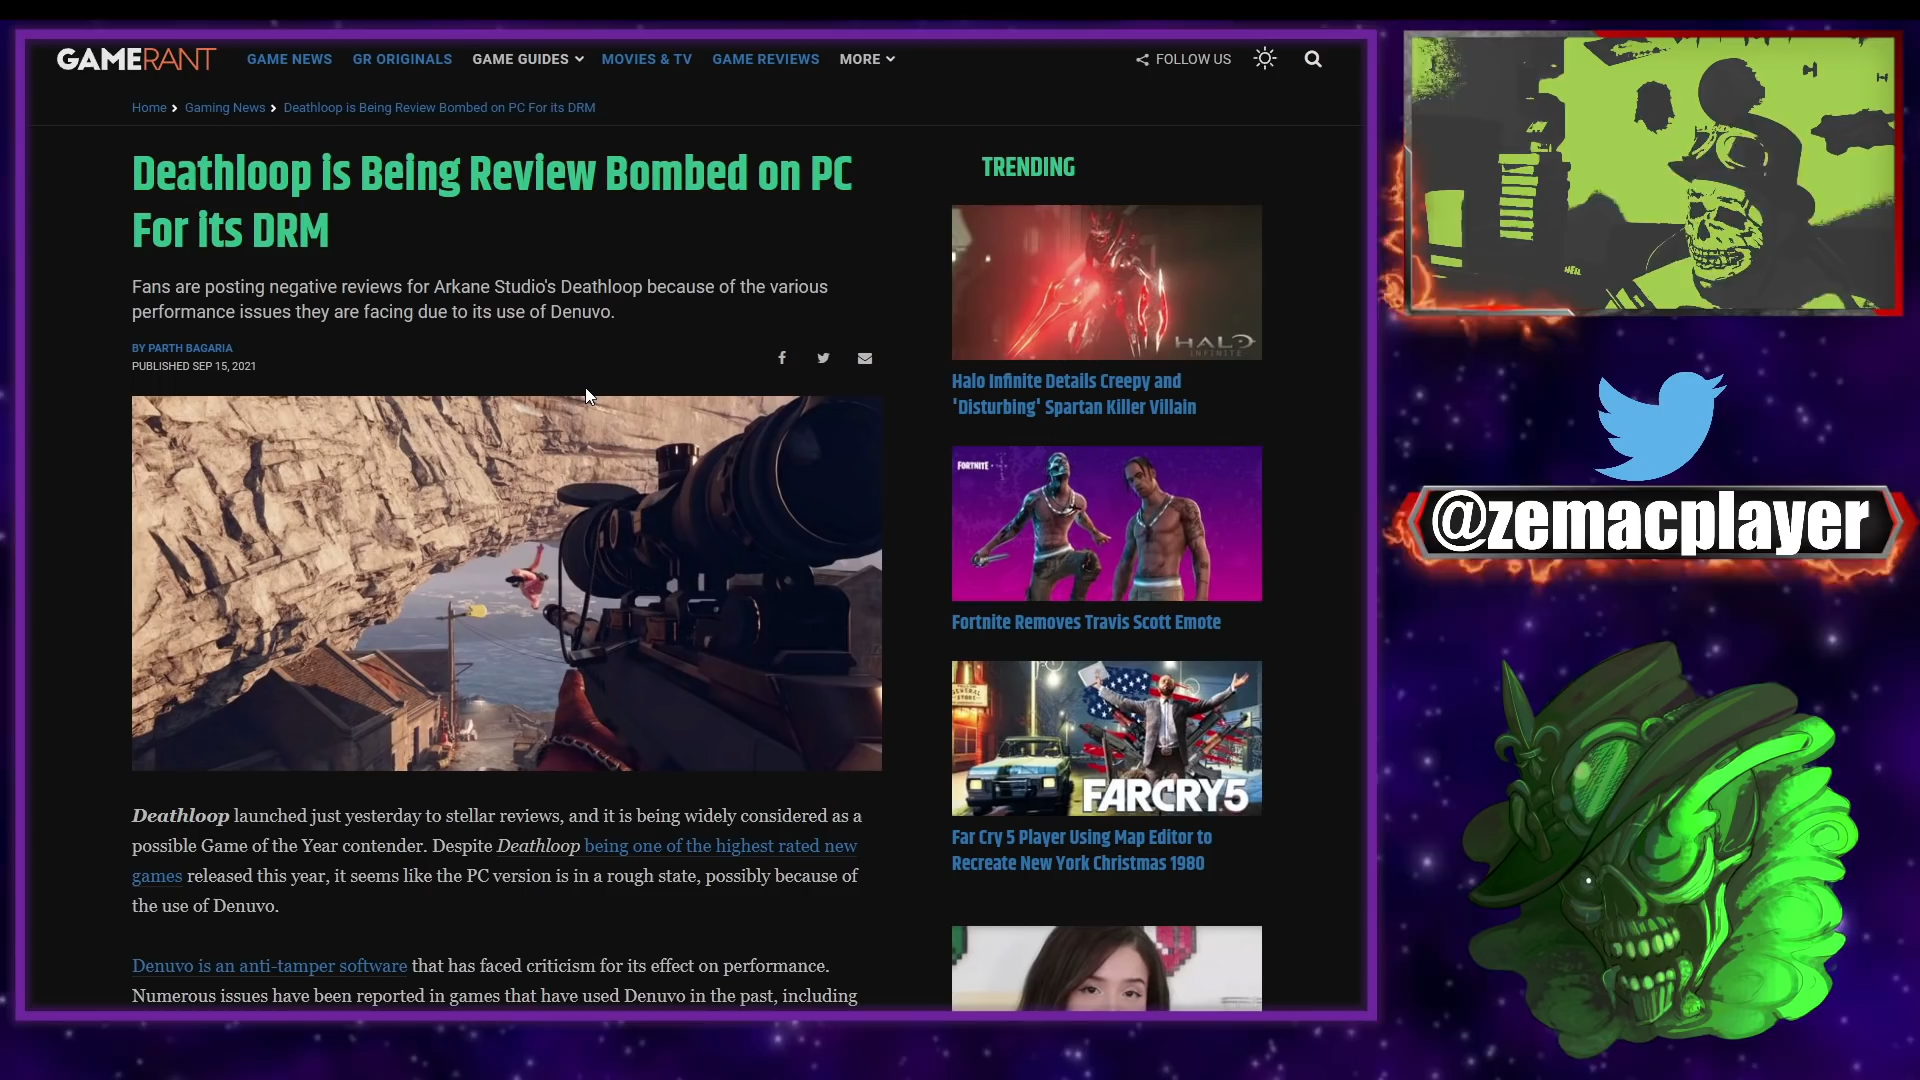 GAMERANT
GAME NEWS
GR ORIGINALS
GAME GUIDES
MOVIES & TV
GAME REVIEWS
MORE
FOLLOW US
Home
Gaming News
Deathloop is Being Review Bombed on PC For its DRM
Deathloop is Being Review Bombed on PC
For its DRM
Fans are posting negative reviews for Arkane Studio's Deathloop because of the various
performance issues they are facing due to its use of Denuvo.
BY PARTH BAGARIA
PUBLISHED SEP 15, 2021
Deathloop launched just yesterday to stellar reviews, and it is being widely considered as a
possible Game of the Year contender. Despite Deathloop being one of the highest rated new
games released this year, it seems like the PC version is in a rough state, possibly because of
the use of Denuvo.
Denuvo is an anti-tamper software that has faced criticism for its effect on performance.
Numerous issues have been reported in games that have used Denuvo in the past, including
TRENDING
HALO
INFINITE
Halo Infinite Details Creepy and
'Disturbing' Spartan Killer Villain
FORTNITE
Fortnite Removes Travis Scott Emote
GENERAL
STORE
FARCRY5
Far Cry 5 Player Using Map Editor to
Recreate New York Christmas 1980
@zemacplayer